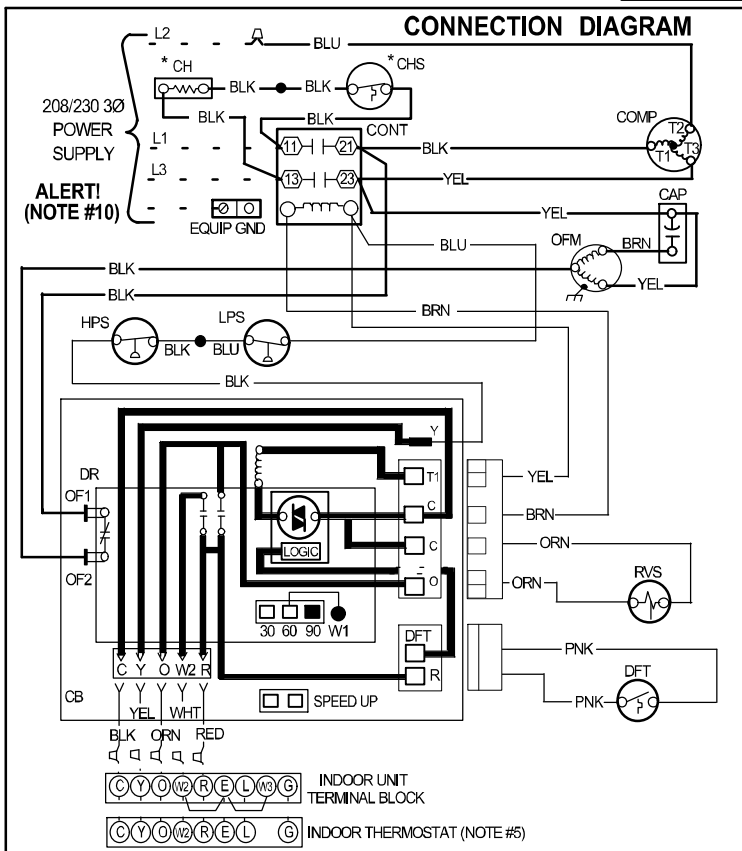 CONNECTION DIAGRAM
L2
BLU
* CH
* CHS
BLK
BLK
208/230 3Ø
POWER
SUPPLY
BLK
BLK
CONT
COMP
T2
T1
T3
L1
11
21
BLK
L3
13
23
YEL
ALERT!
(NOTE #10)
EQUIP GND
CAP
YEL
BLU
OFM
BRN
BLK
YEL
BLK
BRN
HPS
LPS
BLK
BLU
BLK
Y
DR
OF1
T1
YEL
C
BRN
LOGIC
C
ORN
OF2
O
ORN
RVS
30 60 90 W1
DFT
PNK
C Y O W2 R
R
DFT
CB
SPEED UP
PNK
YEL
WHT
BLK
ORN
RED
C Y O W2 R E L W3 G
INDOOR UNIT
TERMINAL BLOCK
C Y O W2 R E L G
INDOOR THERMOSTAT (NOTE #5)